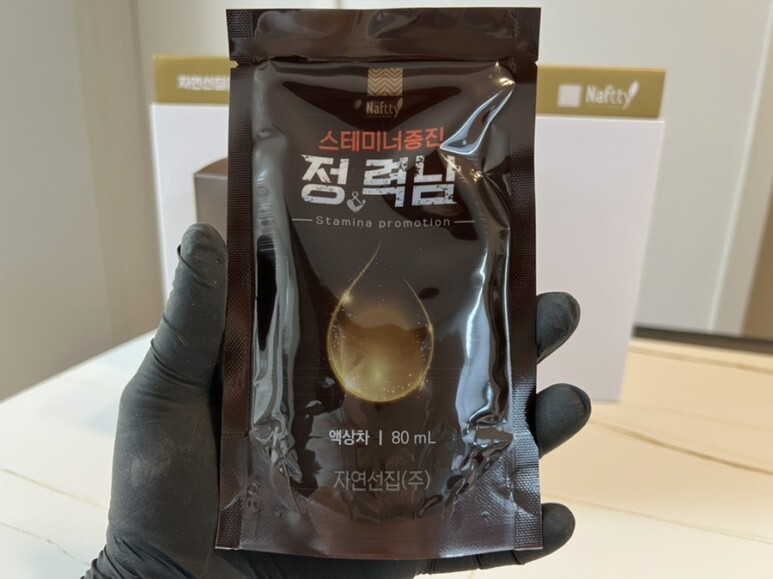 Naftty
스테미너증진
정&력남
Stamina promotion
액상차 | 80 mL
자연선집(주)
Naftty